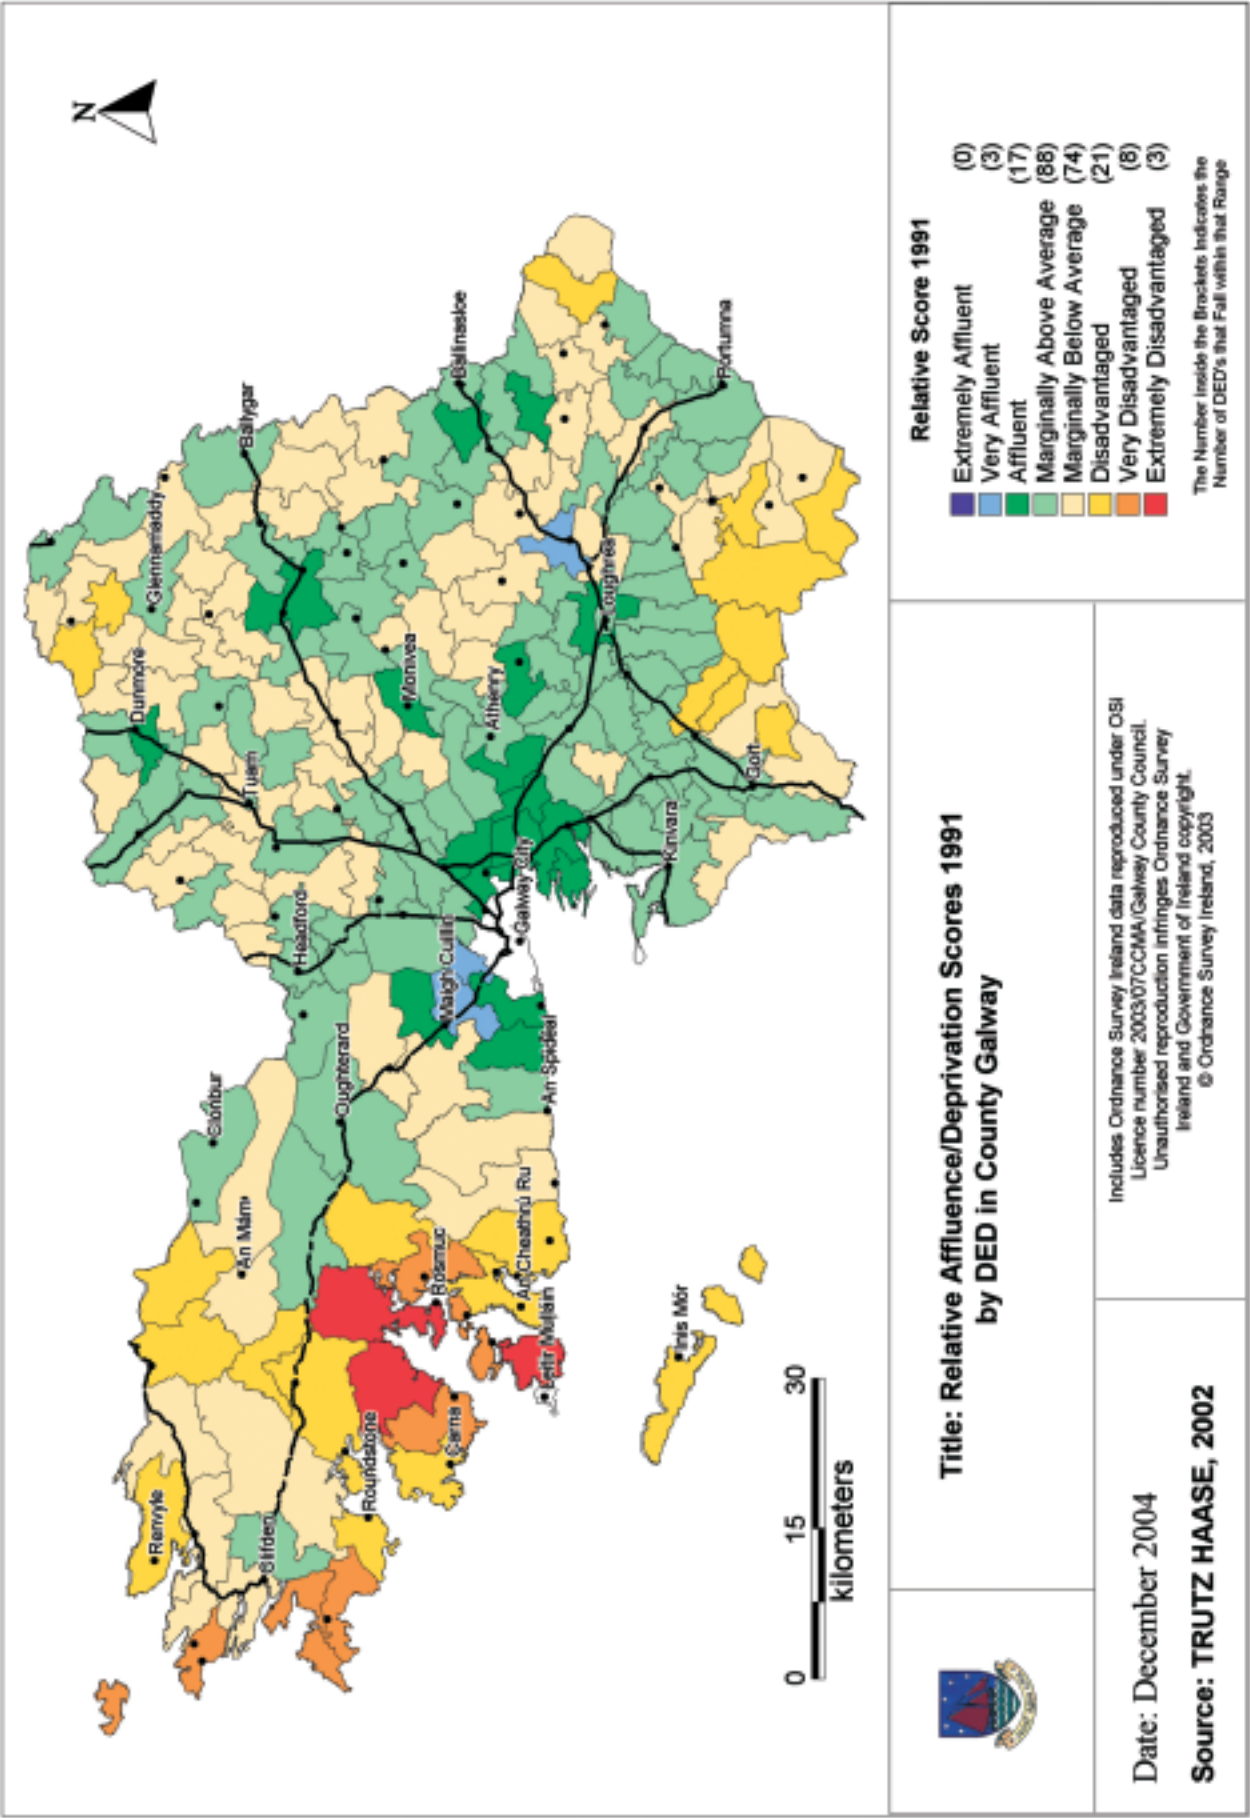 N
Ballygar
Glennamaddy
Dunmore
Ballinasloe
Tuam
Monivea
Headford
Athenry
Portumna
Loughrea
Clonbur
Oughterard
Maigh Cuilin
Galway City
Gort
Kinvara
An Mám
An Spidéal
Renvyle
Rosmuc
An Cheathrú Ru
Clifden
Roundstone
Carna
Leitir Mulláin
Inis Mór
0 15 30
kilometers
Relative Score 1991
Extremely Affluent (0)
Very Affluent (3)
Affluent (17)
Marginally Above Average (88)
Marginally Below Average (74)
Disadvantaged (21)
Very Disadvantaged (8)
Extremely Disadvantaged (3)
The Number inside the Brackets Indicates the
Number of DED's that Fall within that Range
Title: Relative Affluence/Deprivation Scores 1991
by DED in County Galway
Includes Ordnance Survey Ireland data reproduced under OSi
Licence number 2003/07CCMA/Galway County Council.
Unauthorised reproduction infringes Ordnance Survey
Ireland and Government of Ireland copyright.
© Ordnance Survey Ireland, 2003
Date: December 2004
Source: TRUTZ HAASE, 2002